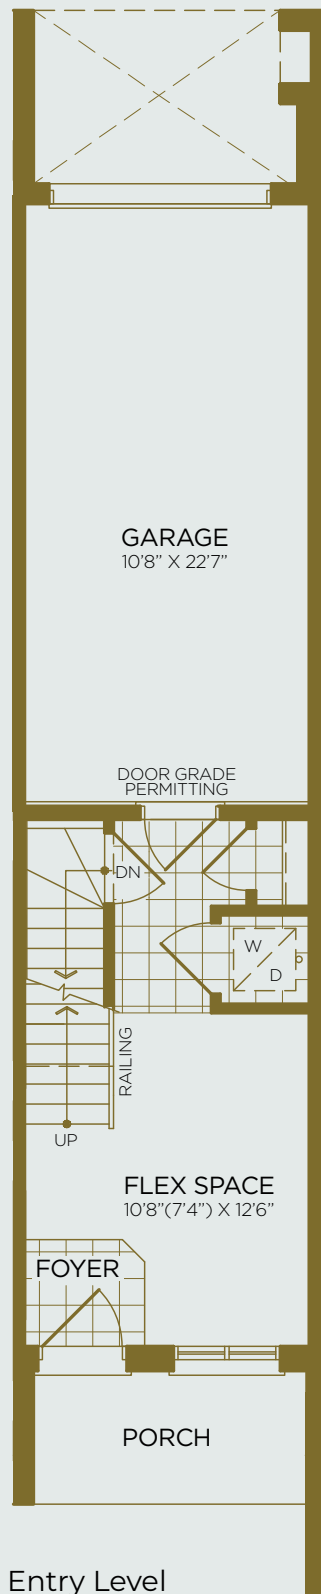 GARAGE
10'8” X 22'7”
DOOR GRADE
PERMITTING
DN
W
D
RAILING
UP
FLEX SPACE
10'8”(7'4”) X 12'6”
FOYER
PORCH
Entry Level